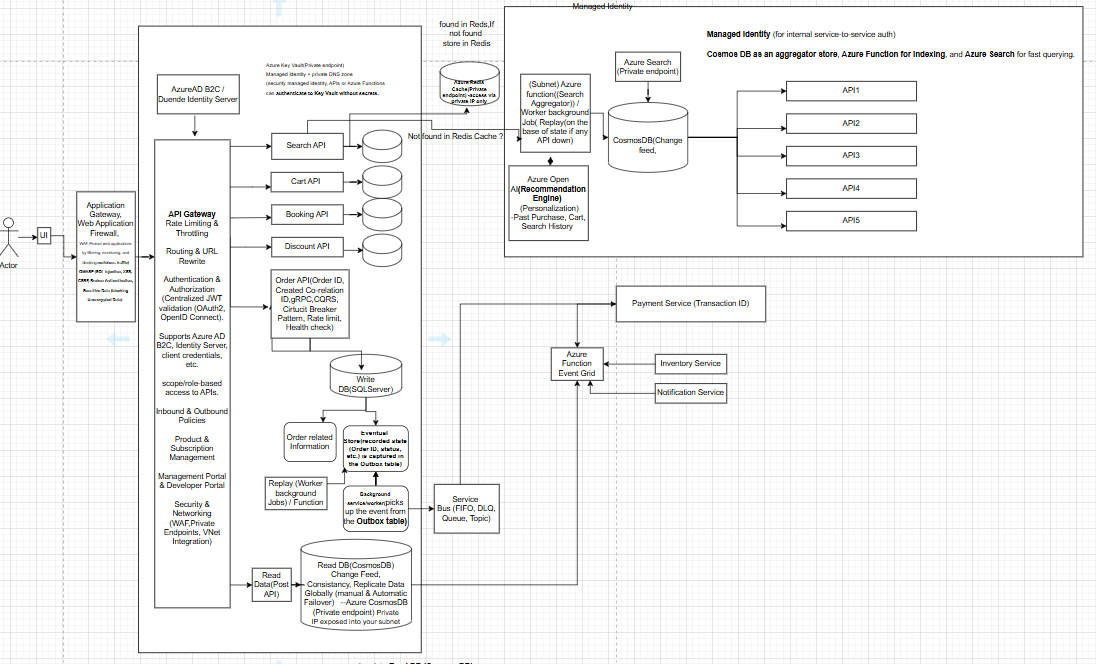 Managed Identity
found in Reds,If
not found
store in Redis
Managed Identity (for internal service-to-service auth)
Cosmos DB as an aggregator store, Azure Function for Indexing, and Azure Search for fast querying.
Azure Key Vault(Private endpoint)
Managed Identity + private DNS zone
(security managed identity, APIs or Azure Functions
can authenticate to Key Vault without secrets.
AzureAD B2C /
Duende Identity Server
Azure Redis
Cache(Private
endpoint) -access via
private IP only
(Subnet) Azure
function((Search
Aggregator)) /
Worker background
Job( Replay(on the
base of state if any
API down)
Azure Search
(Private endpoint)
CosmosDB(Change
feed,
API1
API2
API3
API4
API5
Not found in Redis Cache ?
Azure Open
AI(Recommendation
Engine)
(Personalization)
-Past Purchase, Cart,
Search History
Search API
Cart API
Booking API
Discount API
Actor
UI
Application
Gateway,
Web Application
Firewall,
API Gateway
Rate Limiting &
Throttling
Routing & URL
Rewrite
Authentication &
Authorization
(Centralized JWT
validation (OAuth2,
OpenID Connect).
Supports Azure AD
B2C, Identity Server,
client credentials,
etc.
scope/role-based
access to APIs.
Inbound & Outbound
Policies
Product &
Subscription
Management
Management Portal
& Developer Portal
Security &
Networking
(WAF,Private
Endpoints, VNet
Integration)
Order API(Order ID,
Created Co-relation
ID,gRPC,CQRS,
Cirtucit Breaker
Pattern, Rate limit,
Health check)
Write
DB(SQLServer)
Order related
Information
Eventual
Store(recorded state
(Order ID, status,
etc.) is captured in
the Outbox table)
Replay (Worker
background
Jobs) / Function
Background
service/workerpicks
up the event from
the Outbox table)
Service
Bus (FIFO, DLQ,
Queue, Topic)
Payment Service (Transaction ID)
Azure
Function
Event Grid
Inventory Service
Notification Service
Read
Data(Post
API)
Read DB(CosmosDB)
Change Feed,
Consistancy, Replicate Data
Globally (manual & Automatic
Failover) --Azure CosmosDB
(Private endpoint) Private
IP exposed into your subnet